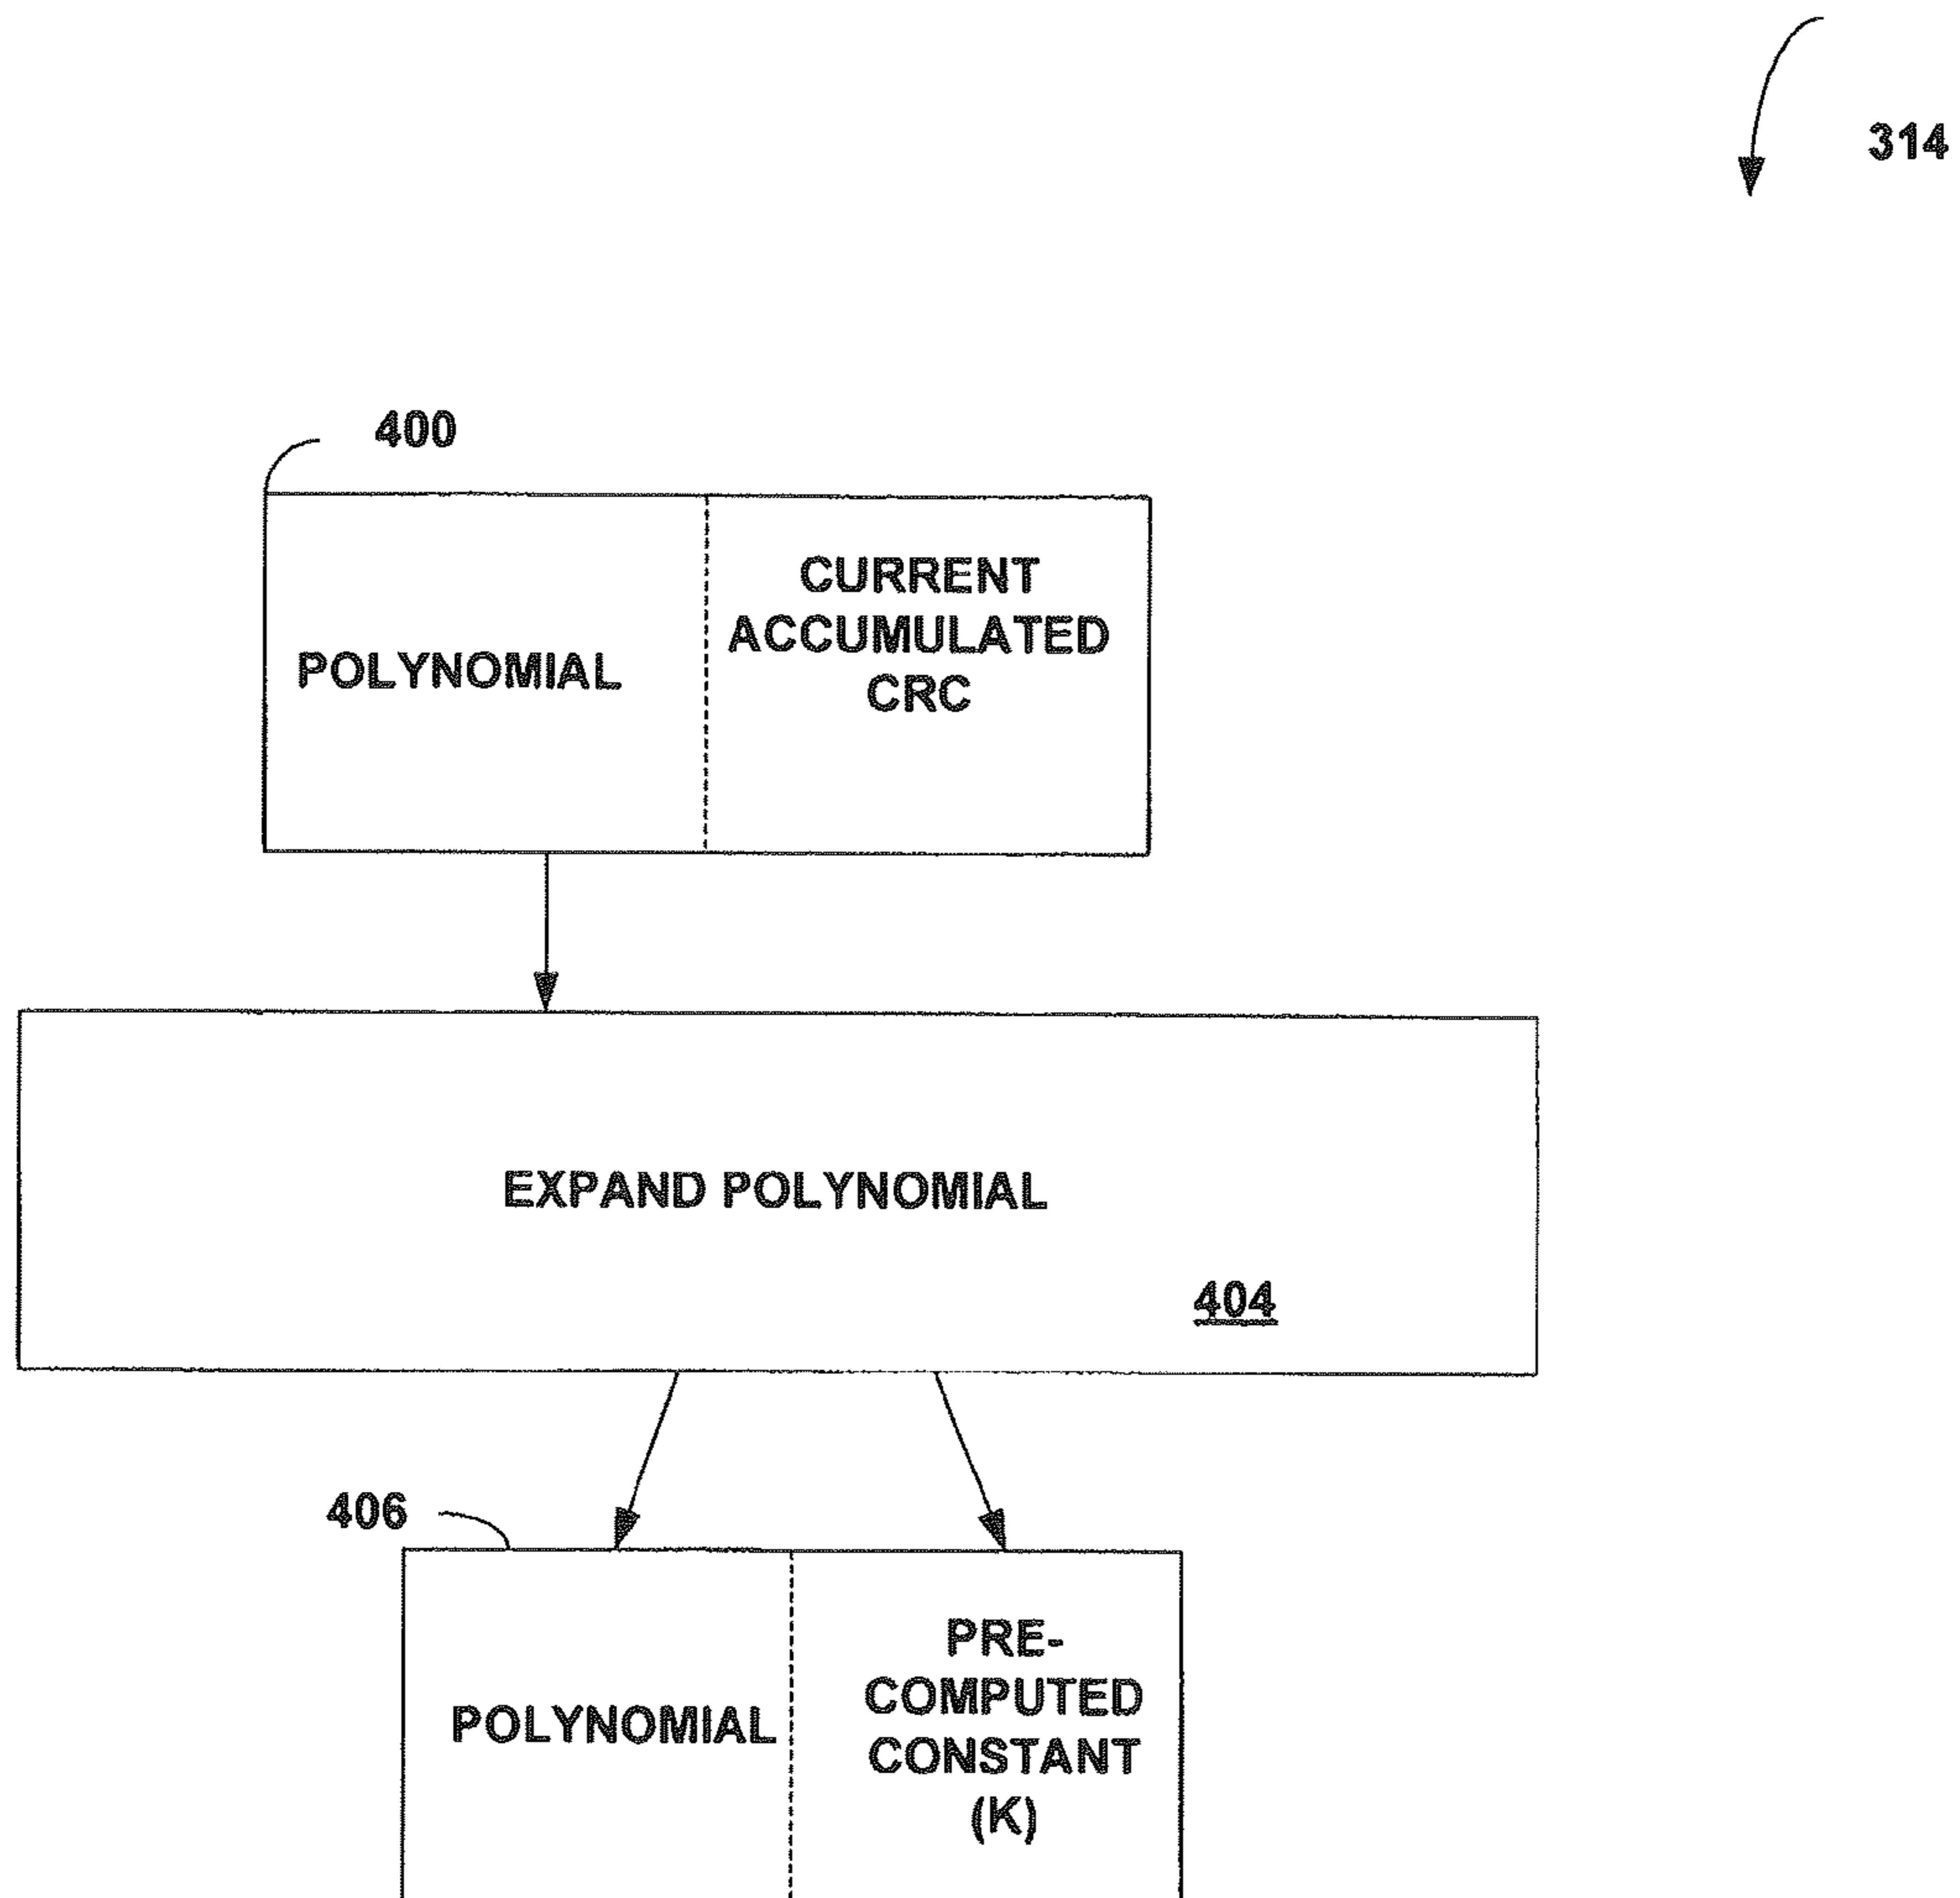 314
400
POLYNOMIAL
CURRENT
ACCUMULATED
CRC
EXPAND POLYNOMIAL
404
406
POLYNOMIAL
PRE-
COMPUTED
CONSTANT
(K)